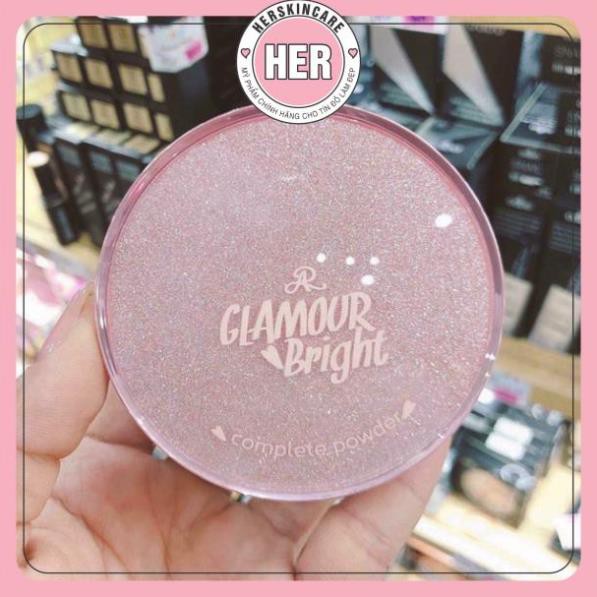 HERSKINCARE
HER
MỸ PHẨM CHÍNH HÃNG CHO TÍN ĐỒ LÀM ĐẸP
AR
GLAMOUR
Bright
complete powder